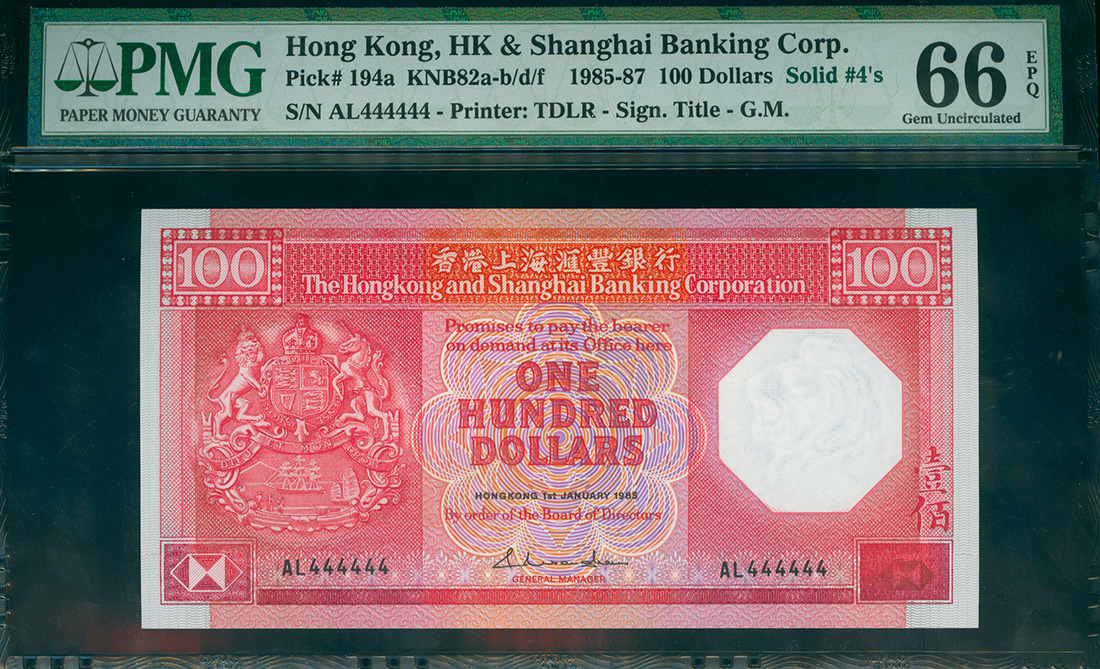 PMG
PAPER MONEY GUARANTY
Hong Kong, HK & Shanghai Banking Corp.
Pick# 194a KNB82a-b/d/f 1985-87 100 Dollars Solid #4's
S/N AL444444 - Printer: TDLR - Sign. Title - G.M.
66
EPQ
Gem Uncirculated
100
香港上海滙豐銀行
100
The Hongkong and Shanghai Banking Corporation
Promises to pay the bearer
on demand at its Office here
ONE
HUNDRED
DOLLARS
HONGKONG 1st JANUARY 1985
By order of the Board of Directors
壹佰
AL444444
GENERAL MANAGER
AL444444